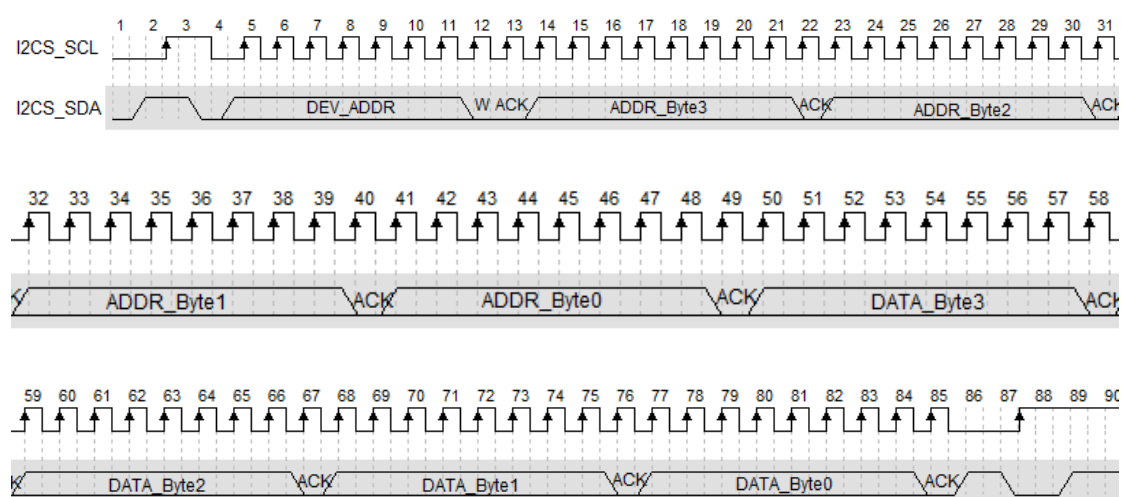 1 2 3 4 5 6 7 8 9 10 11 12 13 14 15 16 17 18 19 20 21 22 23 24 25 26 27 28 29 30 31
I2CS_SCL
I2CS_SDA DEV_ADDR W ACK ADDR_Byte3 ACK ADDR_Byte2 ACK
32 33 34 35 36 37 38 39 40 41 42 43 44 45 46 47 48 49 50 51 52 53 54 55 56 57 58
ADDR_Byte1 ACK ADDR_Byte0 ACK DATA_Byte3 ACK
59 60 61 62 63 64 65 66 67 68 69 70 71 72 73 74 75 76 77 78 79 80 81 82 83 84 85 86 87 88 89 90
DATA_Byte2 ACK DATA_Byte1 ACK DATA_Byte0 ACK